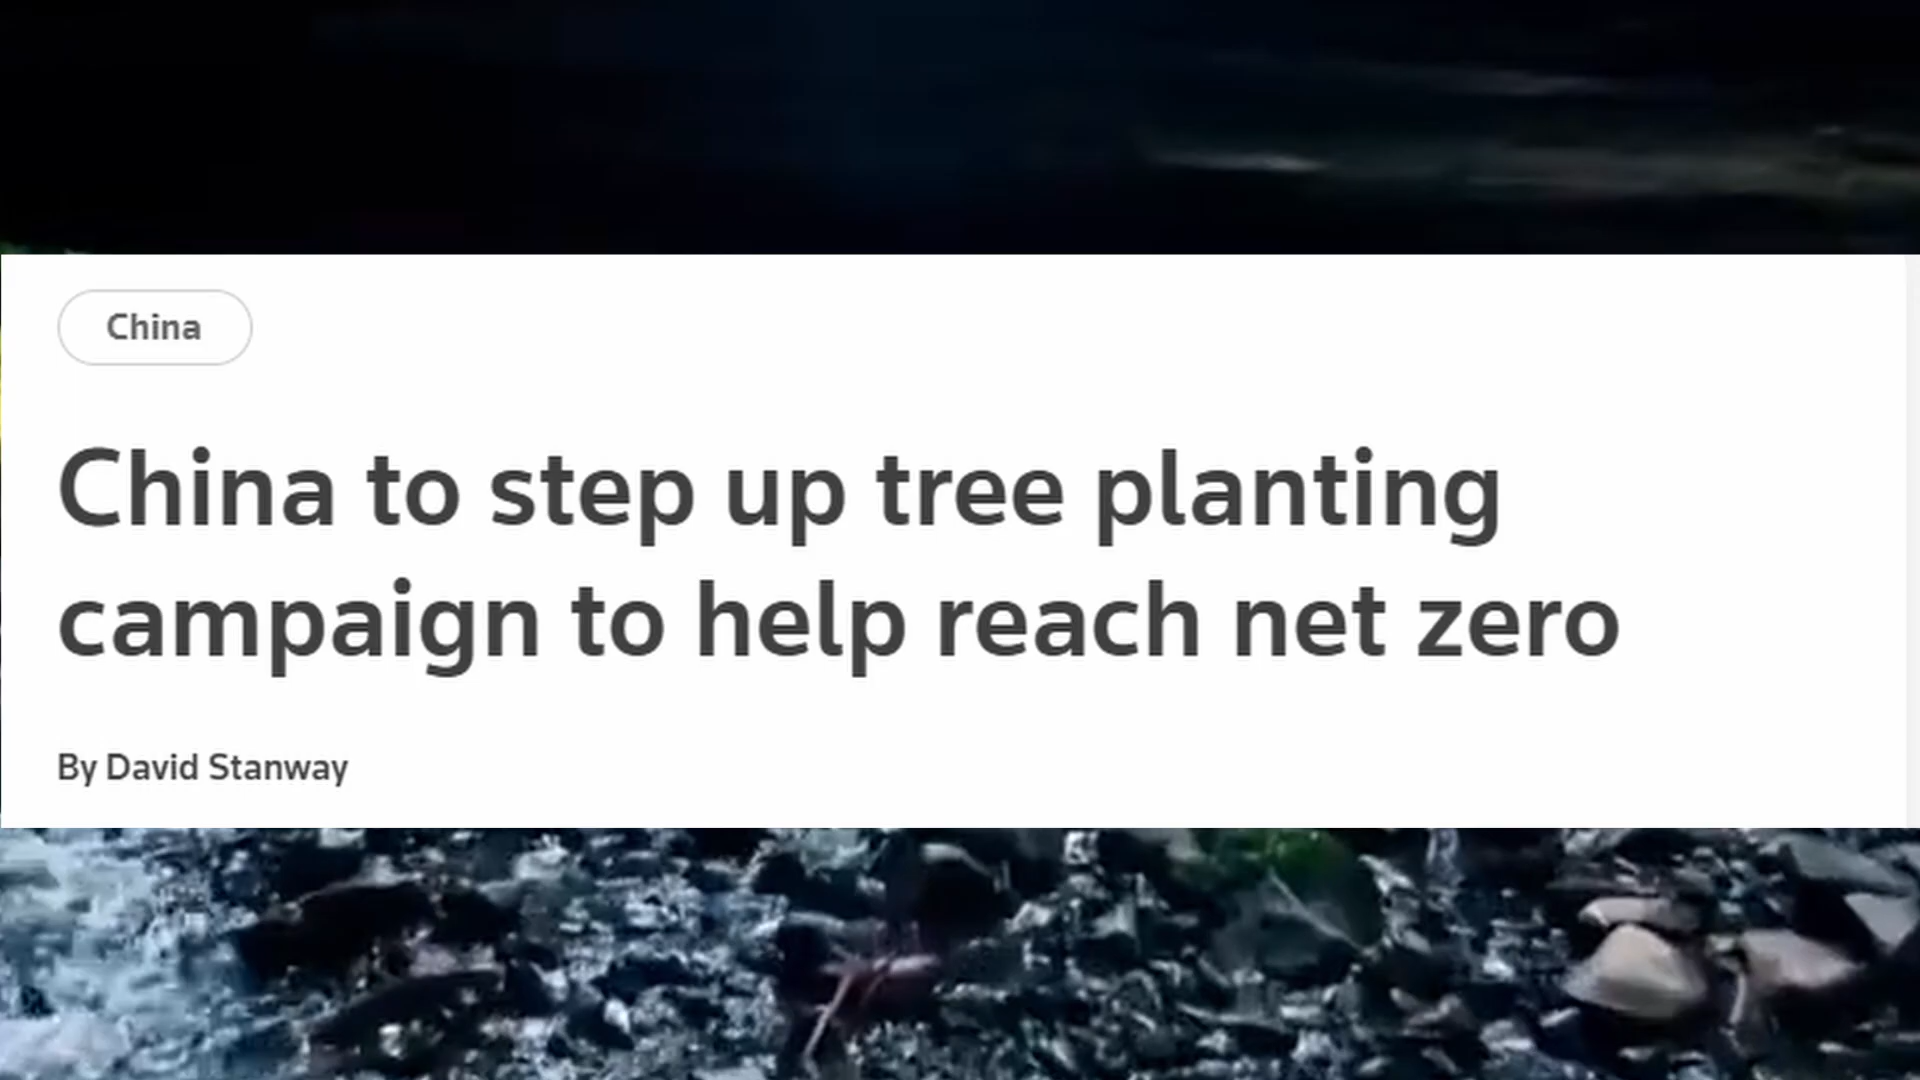 China
China to step up tree planting
campaign to help reach net zero
By David Stanway